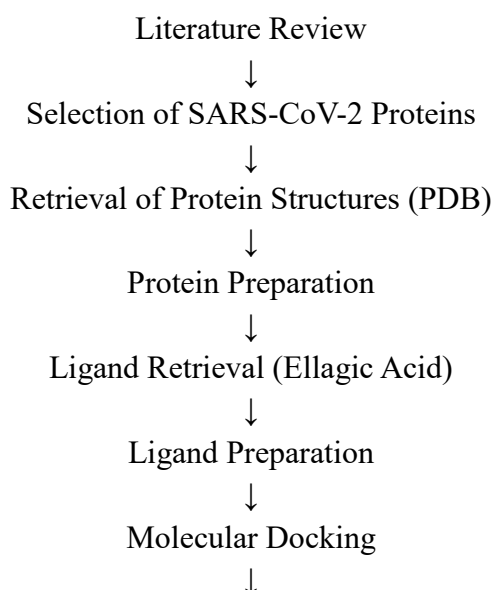 Literature Review
↓
Selection of SARS-CoV-2 Proteins
↓
Retrieval of Protein Structures (PDB)
↓
Protein Preparation
↓
Ligand Retrieval (Ellagic Acid)
↓
Ligand Preparation
↓
Molecular Docking
↓